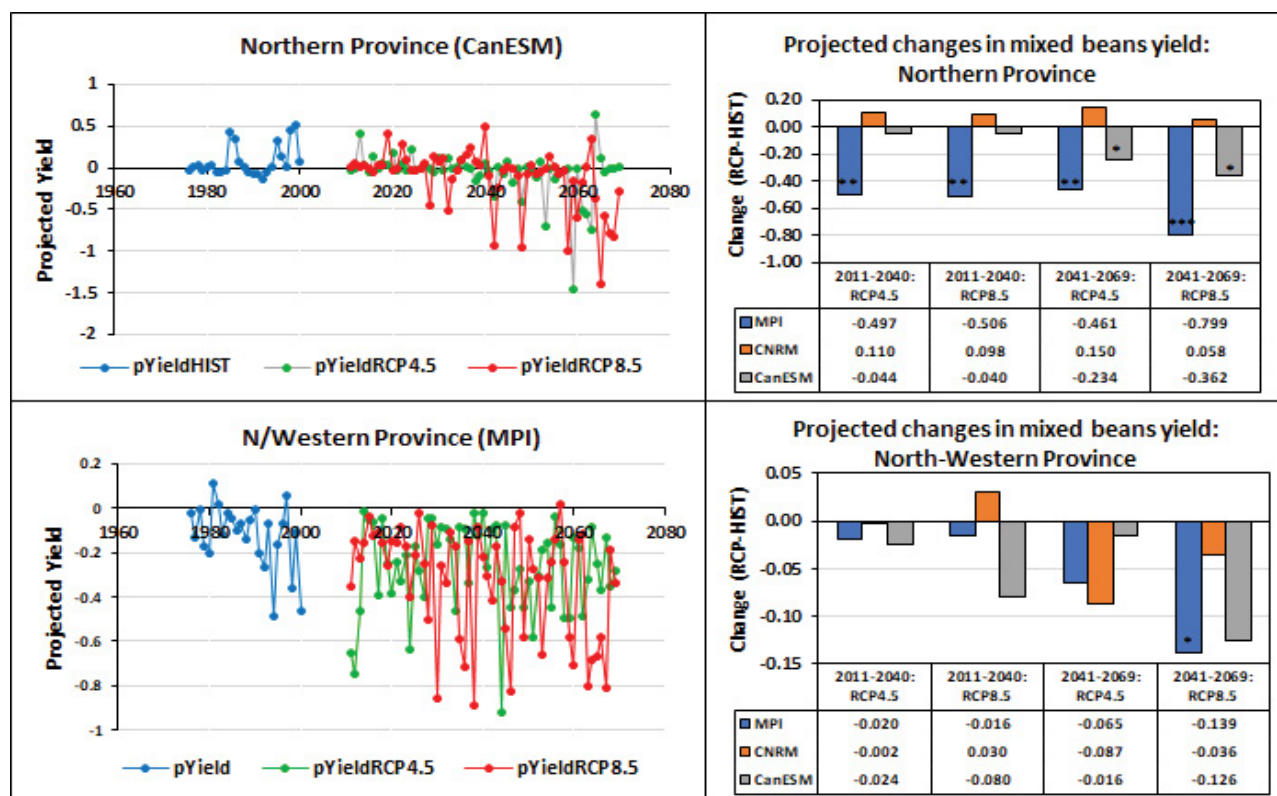 Northern Province (CanESM)
Projected Yield
1
0.5
0
-0.5
-1
-1.5
-2
1960
1980
2000
2020
2040
2060
2080
pYieldHIST
pYieldRCP4.5
pYieldRCP8.5
Projected changes in mixed beans yield:
Northern Province
Change (RCP-HIST)
0.20
0.00
-0.20
-0.40
-0.60
-0.80
-1.00
** ** ** * *** *
2011-2040: RCP4.5
2011-2040: RCP8.5
2041-2069: RCP4.5
2041-2069: RCP8.5
MPI -0.497 -0.506 -0.461 -0.799
CNRM 0.110 0.098 0.150 0.058
CanESM -0.044 -0.040 -0.234 -0.362
N/Western Province (MPI)
Projected Yield
0.2
0
-0.2
-0.4
-0.6
-0.8
-1
1960
1980
2000
2020
2040
2060
2080
pYield
pYieldRCP4.5
pYieldRCP8.5
Projected changes in mixed beans yield:
North-Western Province
Change (RCP-HIST)
0.05
0.00
-0.05
-0.10
-0.15
*
2011-2040: RCP4.5
2011-2040: RCP8.5
2041-2069: RCP4.5
2041-2069: RCP8.5
MPI -0.020 -0.016 -0.065 -0.139
CNRM -0.002 0.030 -0.087 -0.036
CanESM -0.024 -0.080 -0.016 -0.126